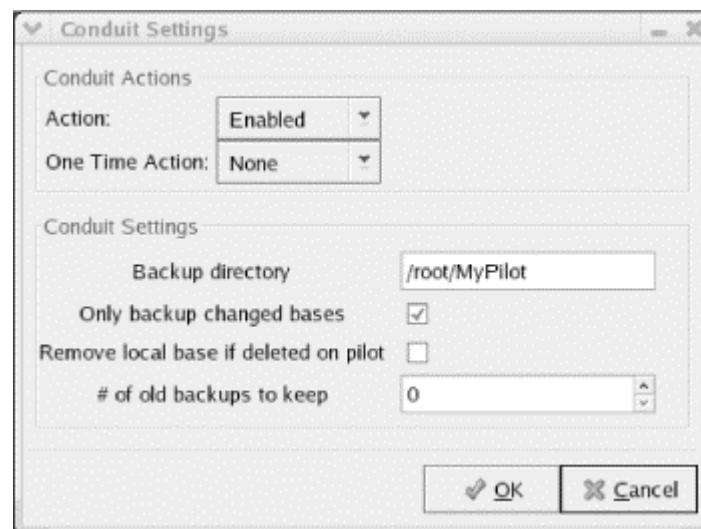 Conduit Settings
Conduit Actions
Action: Enabled
One Time Action: None
Conduit Settings
Backup directory /root/MyPilot
Only backup changed bases
Remove local base if deleted on pilot
# of old backups to keep 0
OK Cancel